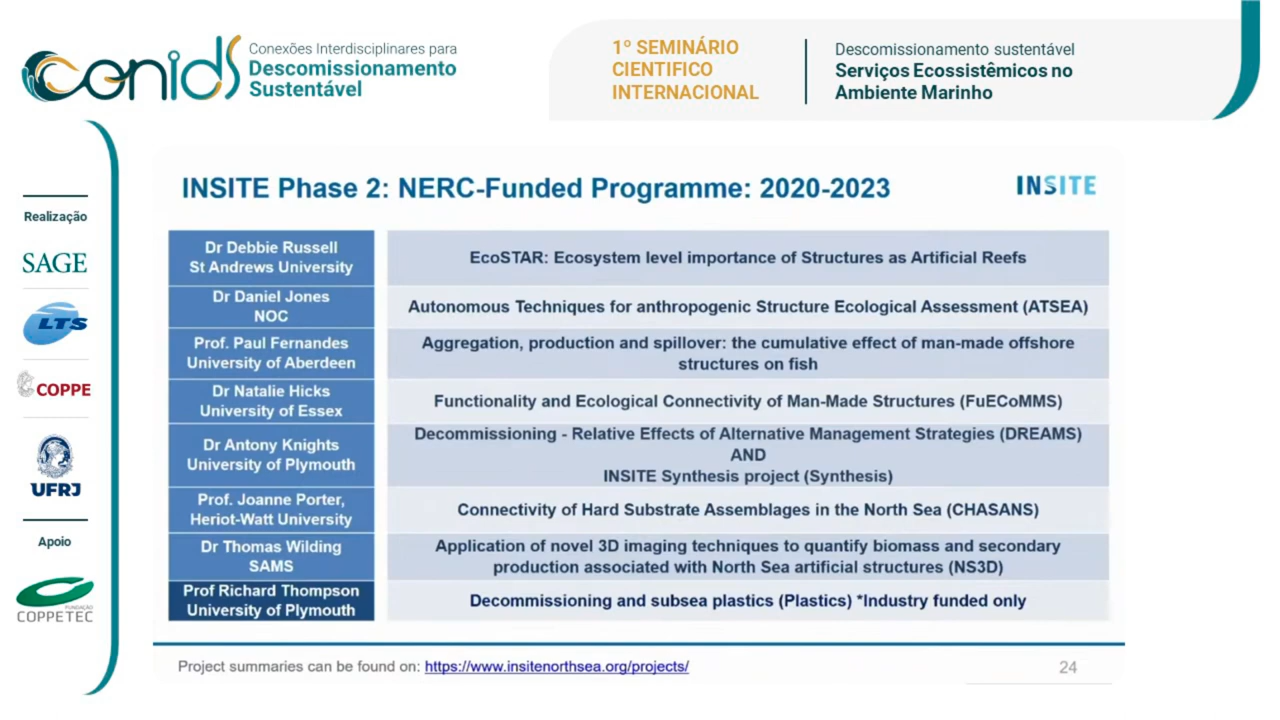 conids
Conexões Interdisciplinares para
Descomissionamento
Sustentável
1º SEMINÁRIO
CIENTIFICO
INTERNACIONAL
Descomissionamento sustentável
Serviços Ecossistêmicos no
Ambiente Marinho
Realização
SAGE
LTS
COPPE
UFRJ
Apoio
FUNDAÇÃO
COPPETEC
INSITE Phase 2: NERC-Funded Programme: 2020-2023
INSITE
Dr Debbie Russell
St Andrews University
EcoSTAR: Ecosystem level importance of Structures as Artificial Reefs
Dr Daniel Jones
NOC
Autonomous Techniques for anthropogenic Structure Ecological Assessment (ATSEA)
Prof. Paul Fernandes
University of Aberdeen
Aggregation, production and spillover: the cumulative effect of man-made offshore
structures on fish
Dr Natalie Hicks
University of Essex
Functionality and Ecological Connectivity of Man-Made Structures (FuECoMMS)
Dr Antony Knights
University of Plymouth
Decommissioning - Relative Effects of Alternative Management Strategies (DREAMS)
AND
INSITE Synthesis project (Synthesis)
Prof. Joanne Porter,
Heriot-Watt University
Connectivity of Hard Substrate Assemblages in the North Sea (CHASANS)
Dr Thomas Wilding
SAMS
Application of novel 3D imaging techniques to quantify biomass and secondary
production associated with North Sea artificial structures (NS3D)
Prof Richard Thompson
University of Plymouth
Decommissioning and subsea plastics (Plastics) *Industry funded only
Project summaries can be found on: https://www.insitenorthsea.org/projects/
24